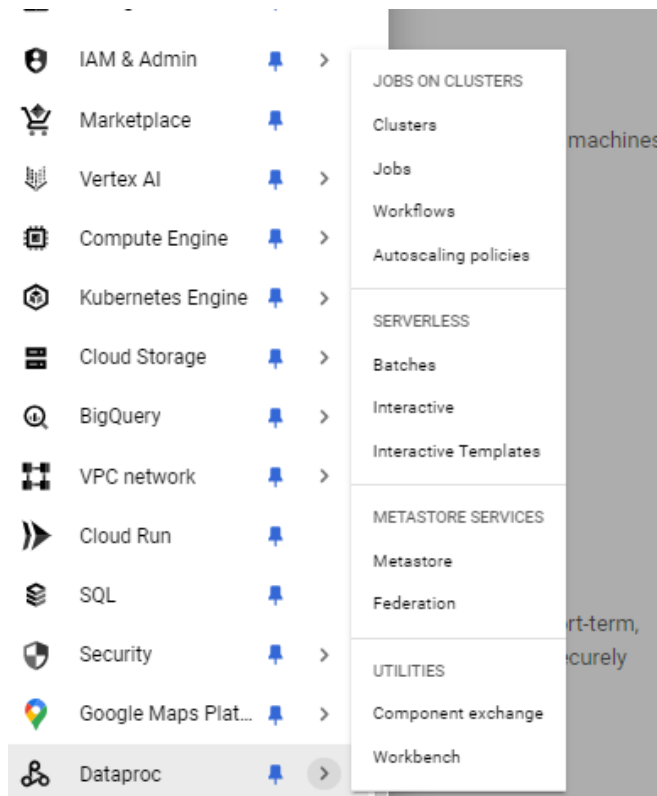 IAM & Admin
Marketplace
Vertex AI
Compute Engine
Kubernetes Engine
Cloud Storage
BigQuery
VPC network
Cloud Run
SQL
Security
Google Maps Plat...
Dataproc
JOBS ON CLUSTERS
Clusters
Jobs
Workflows
Autoscaling policies
SERVERLESS
Batches
Interactive
Interactive Templates
METASTORE SERVICES
Metastore
Federation
UTILITIES
Component exchange
Workbench
machines
rt-term,
ecurely